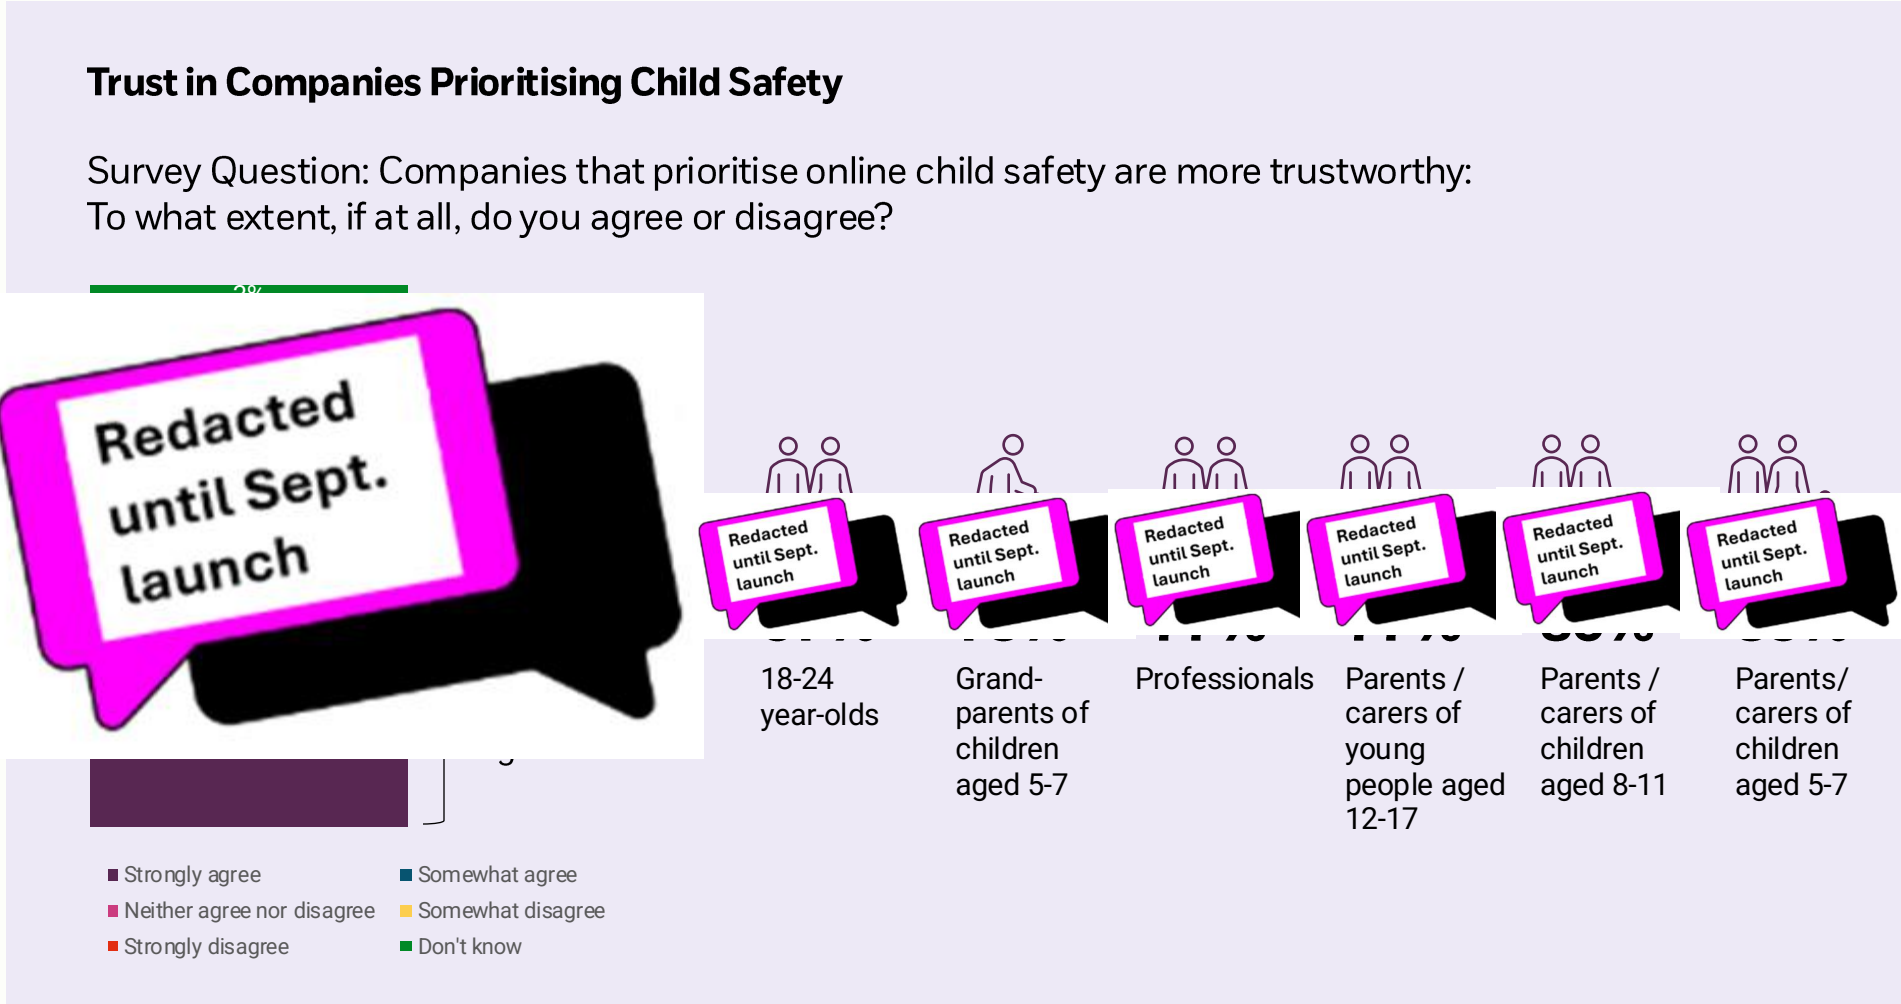 Trust in Companies Prioritising Child Safety
Survey Question: Companies that prioritise online child safety are more trustworthy:
To what extent, if at all, do you agree or disagree?
Redacted
until Sept.
launch
Redacted
until Sept.
launch
Redacted
until Sept.
launch
Redacted
until Sept.
launch
Redacted
until Sept.
launch
Redacted
until Sept.
launch
Redacted
until Sept.
launch
18-24
year-olds
Grand-
parents of
children
aged 5-7
Professionals
Parents /
carers of
young
people aged
12-17
Parents /
carers of
children
aged 8-11
Parents/
carers of
children
aged 5-7
Strongly agree
Somewhat agree
Neither agree nor disagree
Somewhat disagree
Strongly disagree
Don't know